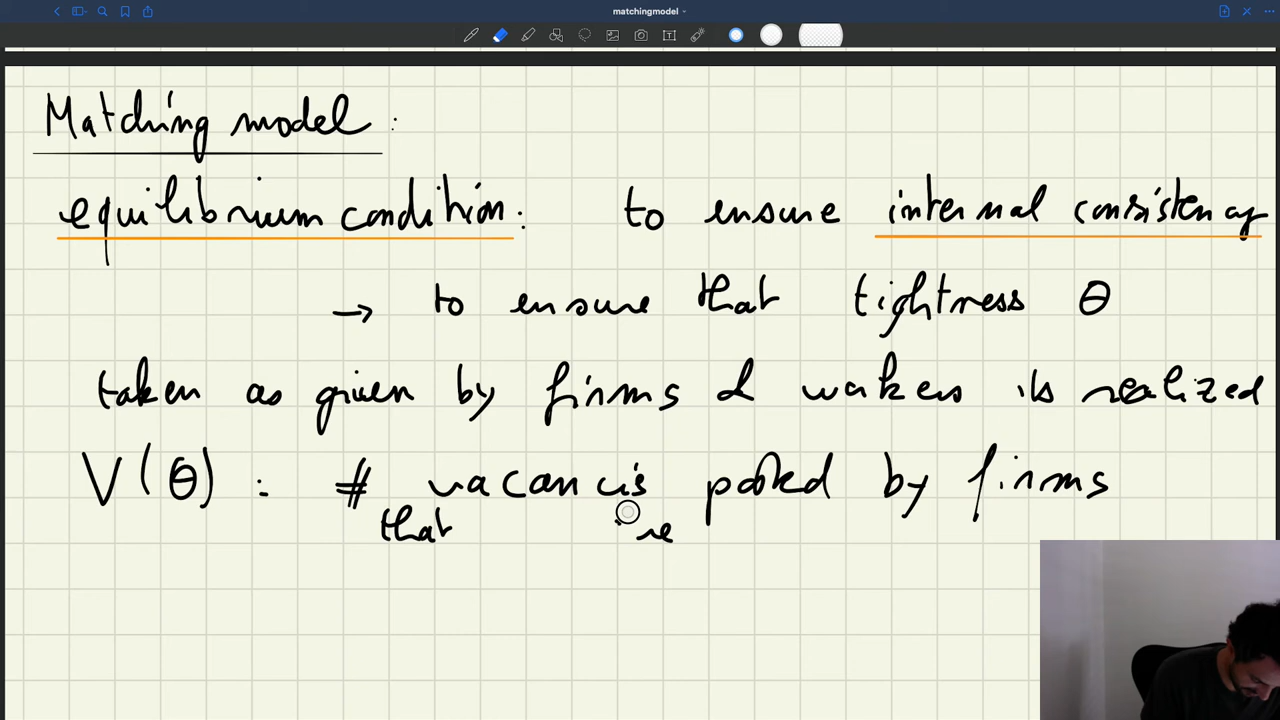 matchingmodel
Matching model :
equilibrium condition : to ensure internal consistency
→ to ensure that tightness θ
taken as given by firms & workers is realized
V(θ) : # vacancies posted by firms
that re